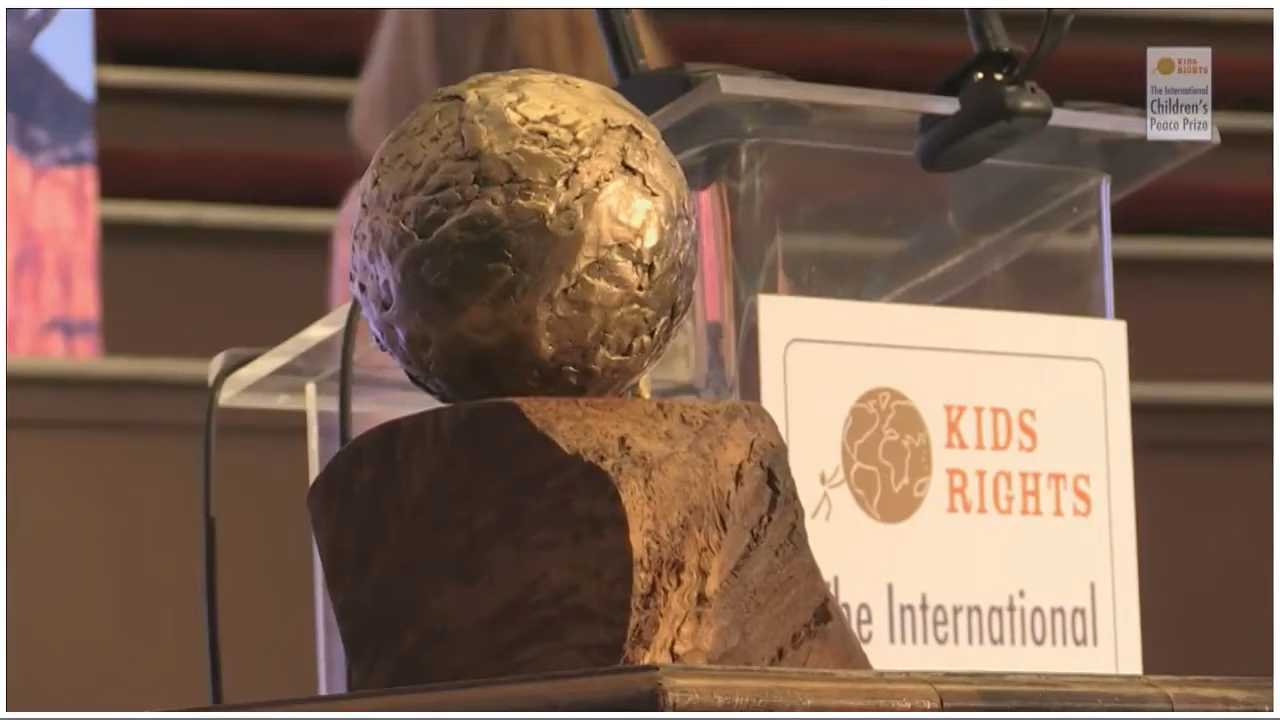 KIDS
RIGHTS
The International
Children's
Peace Prize
KIDS
RIGHTS
he International